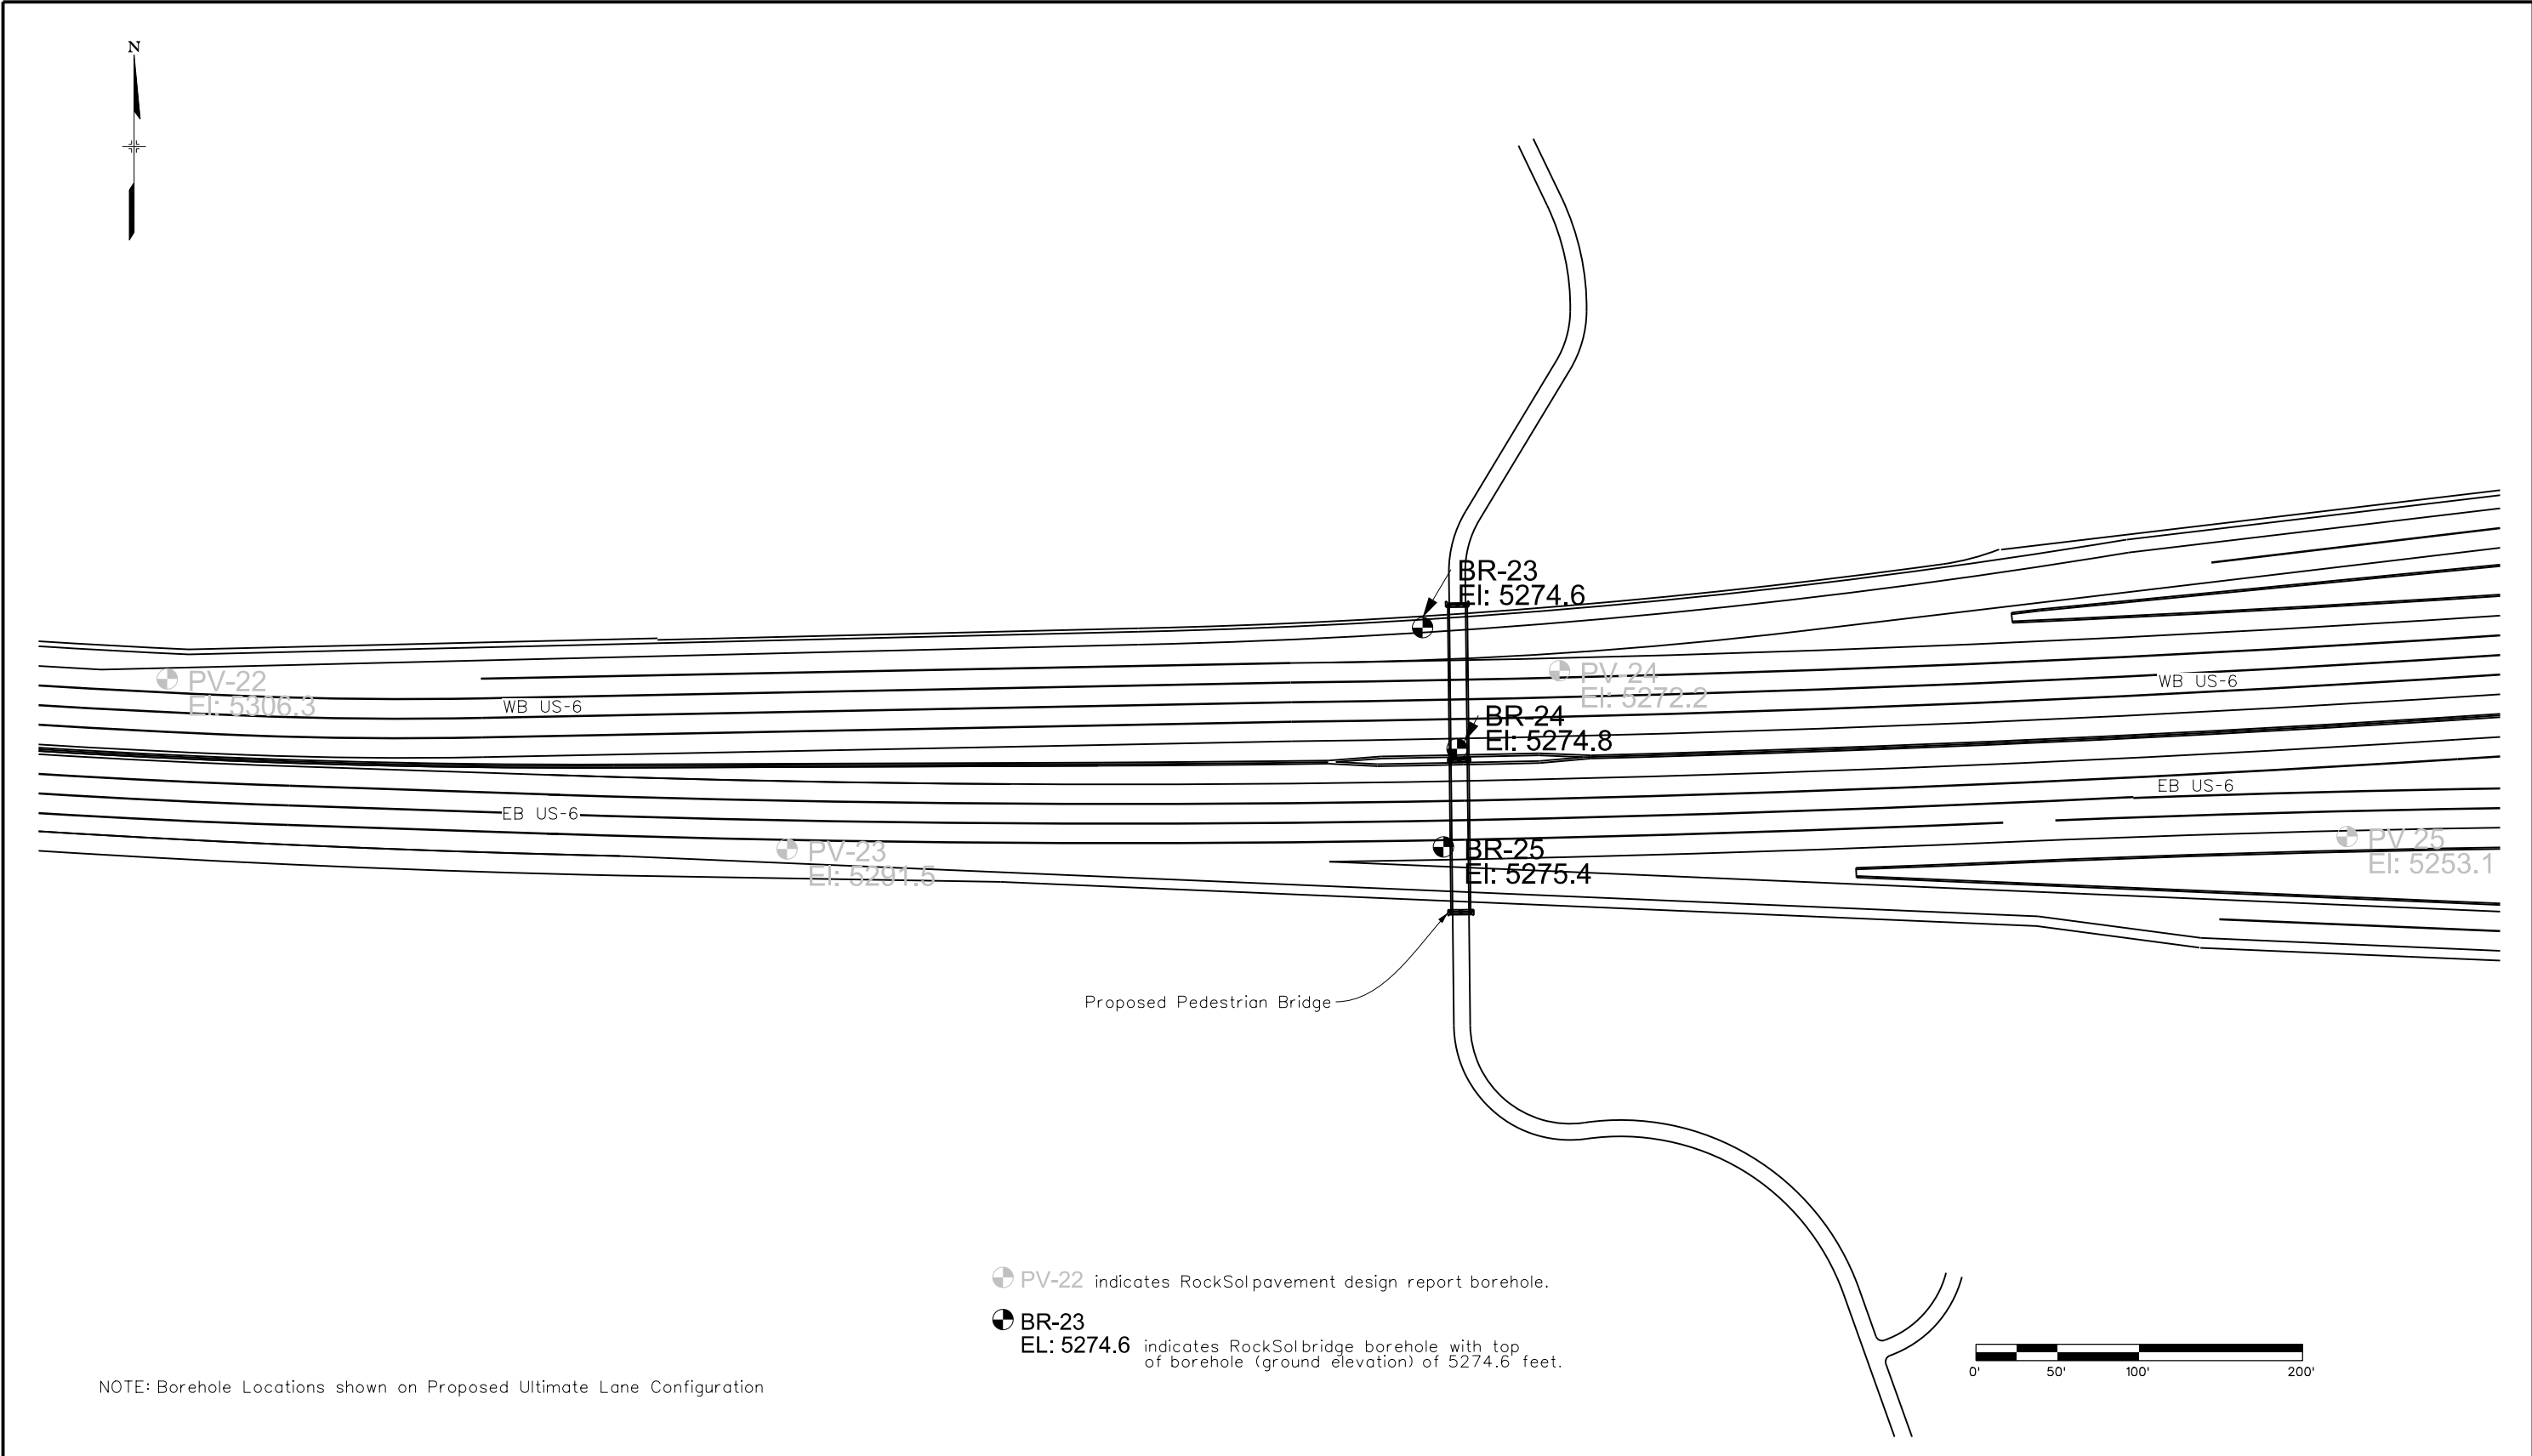 N
BR-23
El: 5274.6
PV-22
El: 5306.3
WB US-6
PV-24
El: 5272.2
WB US-6
BR-24
El: 5274.8
EB US-6
EB US-6
PV-23
El: 5291.5
BR-25
El: 5275.4
PV-25
El: 5253.1
Proposed Pedestrian Bridge
PV-22 indicates RockSol pavement design report borehole.
BR-23
EL: 5274.6 indicates RockSol bridge borehole with top
of borehole (ground elevation) of 5274.6 feet.
0' 50' 100' 200'
NOTE: Borehole Locations shown on Proposed Ultimate Lane Configuration